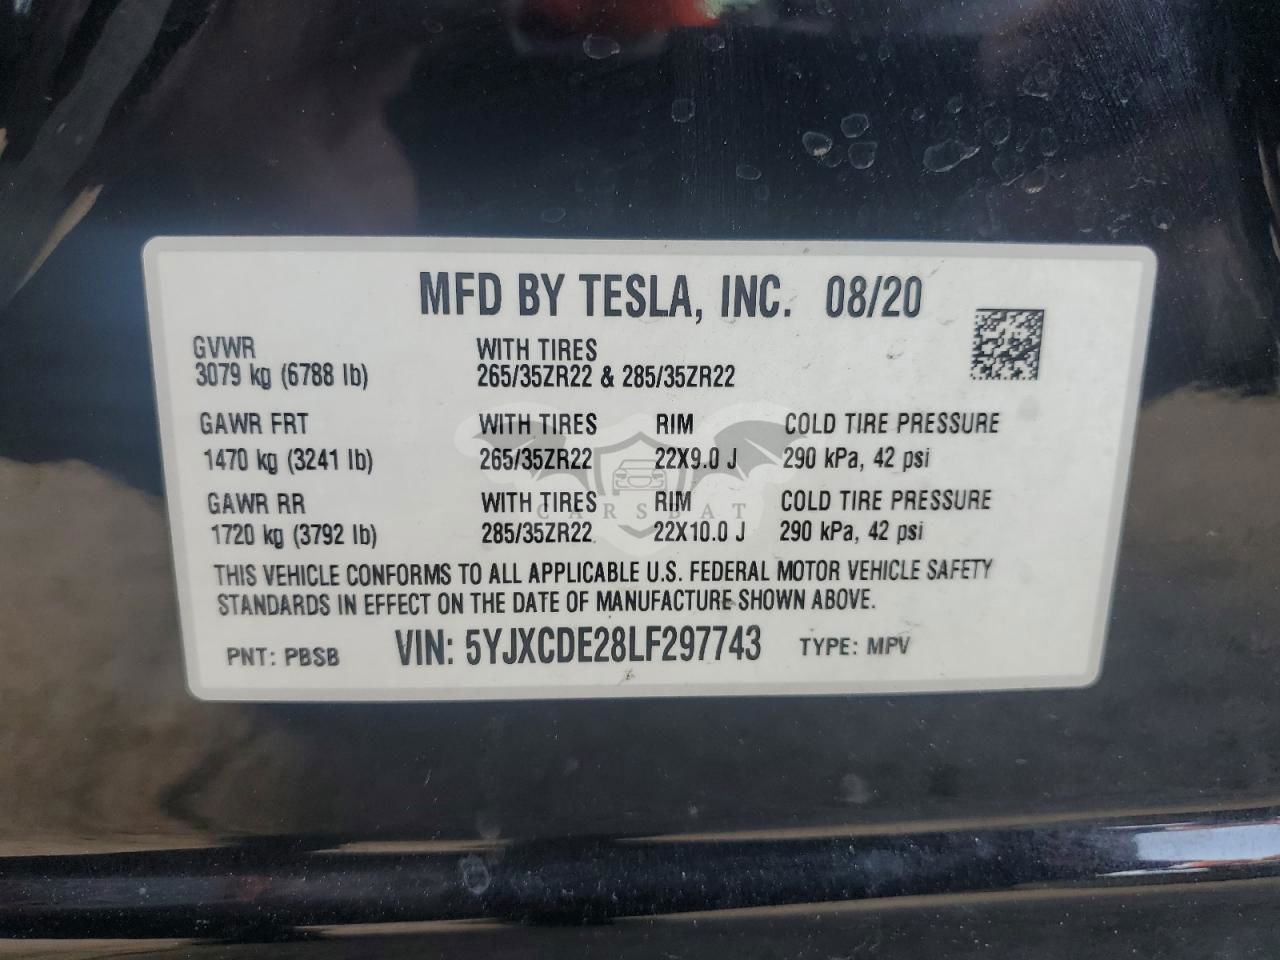 MFD BY TESLA, INC. 08/20
GVWR WITH TIRES
3079 kg (6788 lb) 265/35ZR22 & 285/35ZR22
GAWR FRT WITH TIRES RIM COLD TIRE PRESSURE
1470 kg (3241 lb) 265/35ZR22 22X9.0 J 290 kPa, 42 psi
GAWR RR WITH TIRES RIM COLD TIRE PRESSURE
CARSBAT
1720 kg (3792 lb) 285/35ZR22 22X10.0 J 290 kPa, 42 psi
THIS VEHICLE CONFORMS TO ALL APPLICABLE U.S. FEDERAL MOTOR VEHICLE SAFETY
STANDARDS IN EFFECT ON THE DATE OF MANUFACTURE SHOWN ABOVE.
PNT: PBSB VIN: 5YJXCDE28LF297743 TYPE: MPV